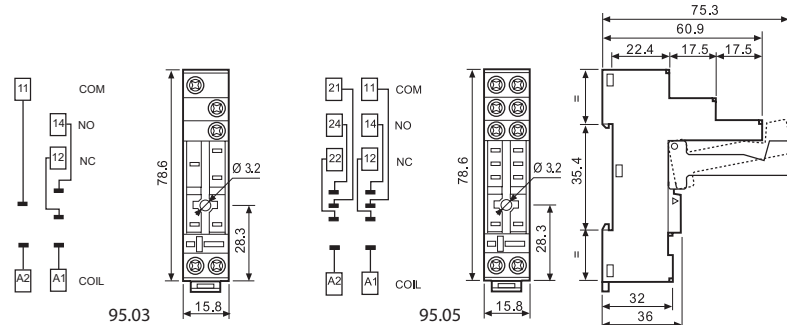 11 COM
14 NO
12 NC
A2 A1 COIL
78.6
Ø 3.2
28.3
15.8
95.03
21 11 COM
24 14 NO
22 12 NC
A2 A1 COIL
78.6
Ø 3.2
28.3
15.8
95.05
75.3
60.9
22.4 17.5 17.5
=
35.4
=
32
36